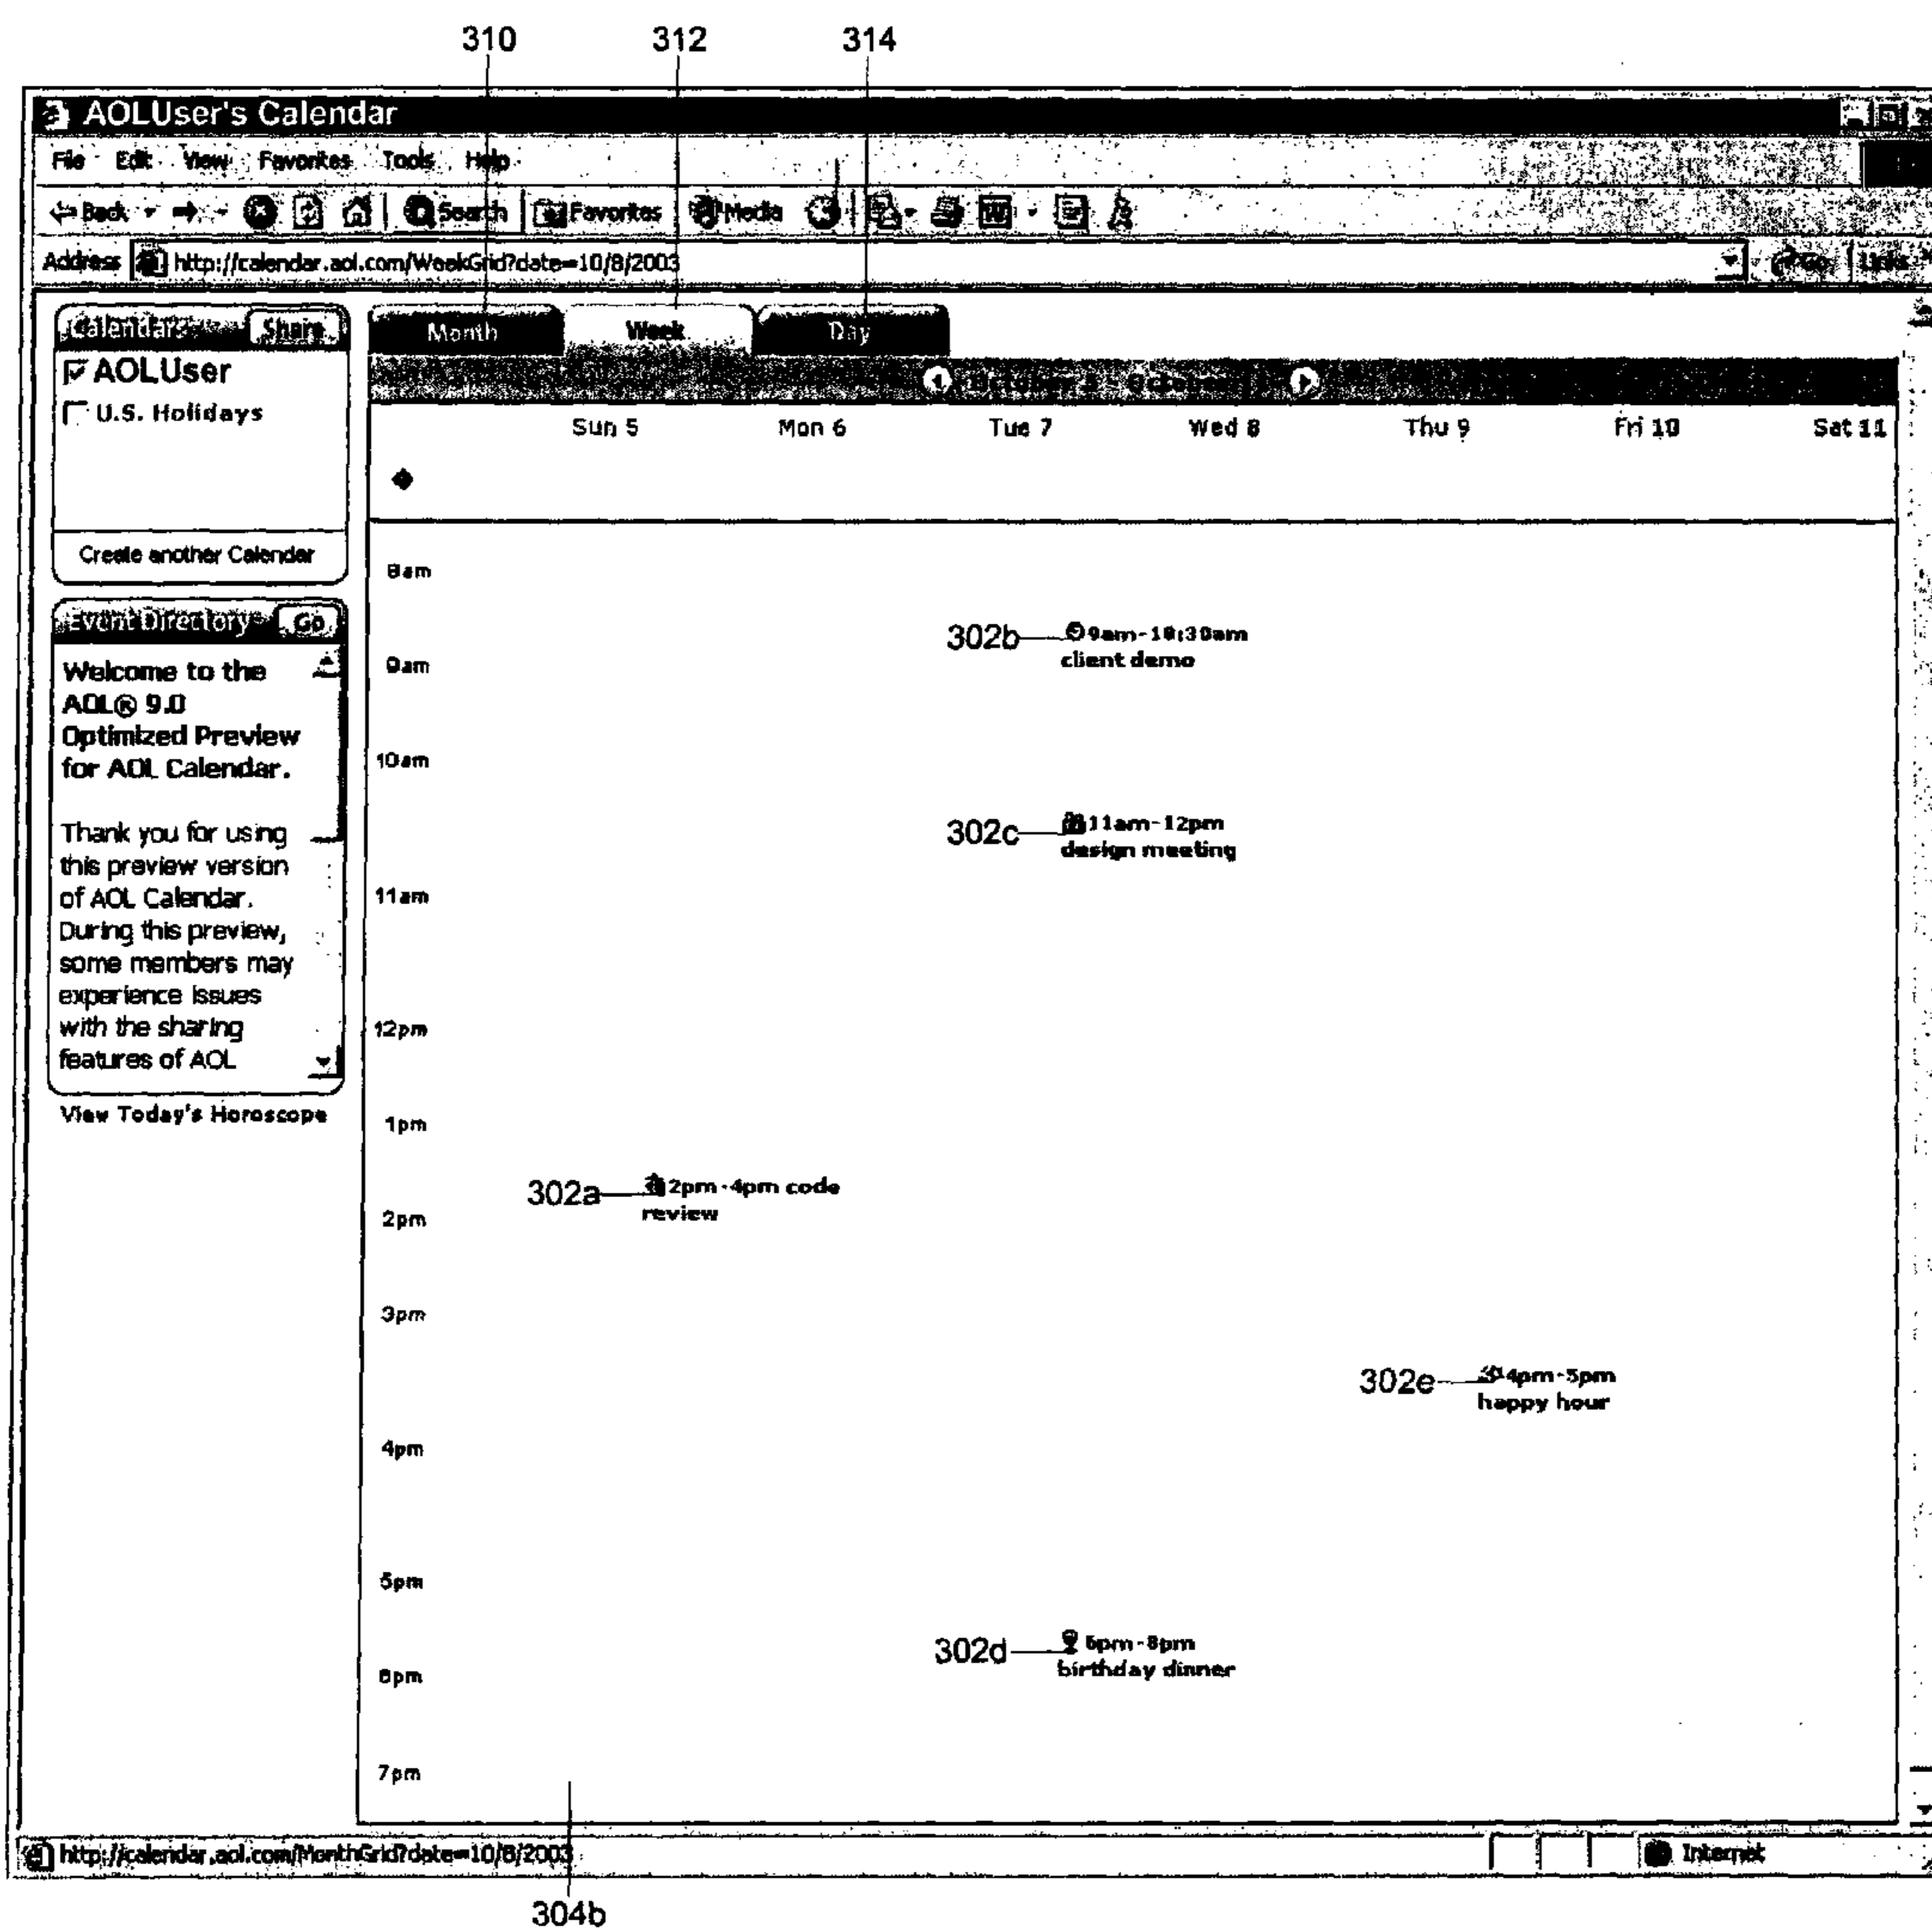 310 312 314
AOLUser's Calendar
File Edit View Favorites Tools Help
Back Search Favorites Media
Address http://calendar.aol.com/WeekGrid?date=10/8/2003 Go Links
Calendars Share
Month Week Day
AOLUser
U.S. Holidays
October 5 - October
Sun 5 Mon 6 Tue 7 Wed 8 Thu 9 Fri 10 Sat 11
Create another Calendar
8am
Event Directory Go
302b 9am-10:30am
client demo
Welcome to the
AOL® 9.0
Optimized Preview
for AOL Calendar.
9am
10am
302c 11am-12pm
design meeting
Thank you for using
this preview version
of AOL Calendar.
During this preview,
some members may
experience issues
with the sharing
features of AOL
11am
12pm
View Today's Horoscope
1pm
302a 2pm-4pm code
review
2pm
3pm
302e 4pm-5pm
happy hour
4pm
5pm
302d 6pm-8pm
birthday dinner
6pm
7pm
http://calendar.aol.com/MonthGrid?date=10/8/2003 Internet
304b